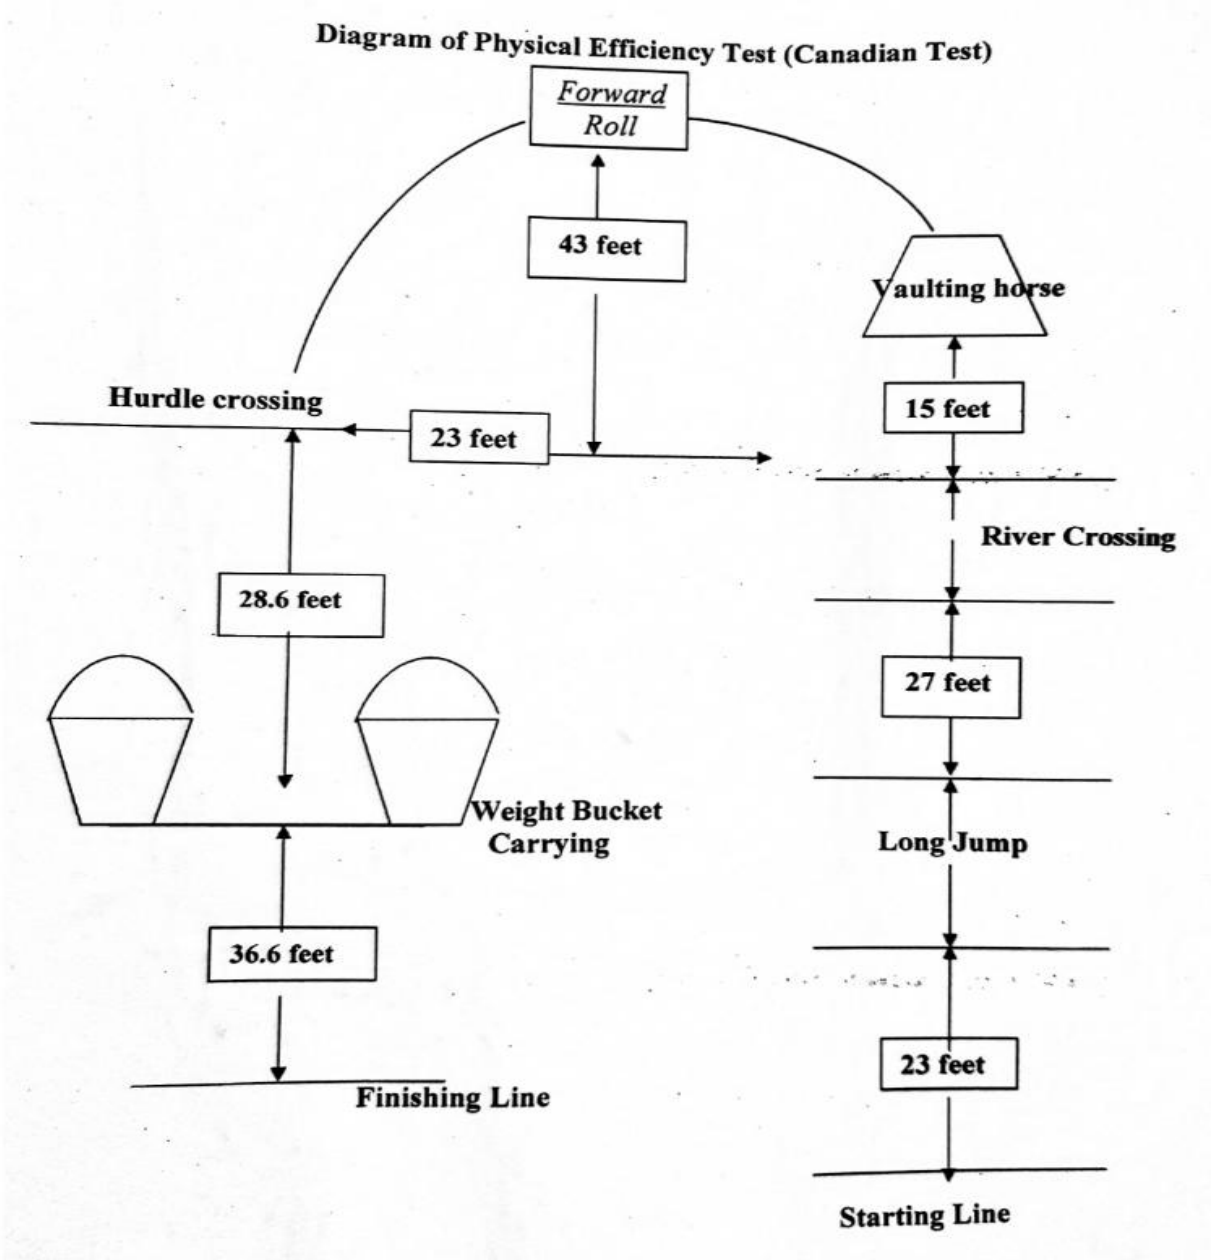 Diagram of Physical Efficiency Test (Canadian Test)
Forward
Roll
43 feet
Vaulting horse
15 feet
Hurdle crossing
23 feet
River Crossing
28.6 feet
27 feet
Weight Bucket
Carrying
Long Jump
36.6 feet
23 feet
Finishing Line
Starting Line